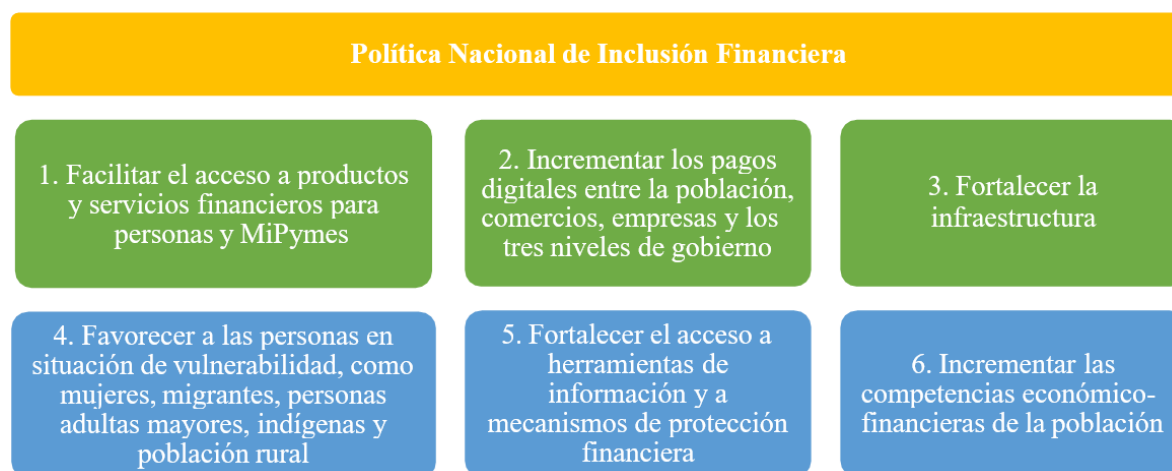 Política Nacional de Inclusión Financiera
1. Facilitar el acceso a productos
y servicios financieros para
personas y MiPymes
2. Incrementar los pagos
digitales entre la población,
comercios, empresas y los
tres niveles de gobierno
3. Fortalecer la
infraestructura
4. Favorecer a las personas en
situación de vulnerabilidad, como
mujeres, migrantes, personas
adultas mayores, indígenas y
población rural
5. Fortalecer el acceso a
herramientas de
información y a
mecanismos de protección
financiera
6. Incrementar las
competencias económico-
financieras de la población